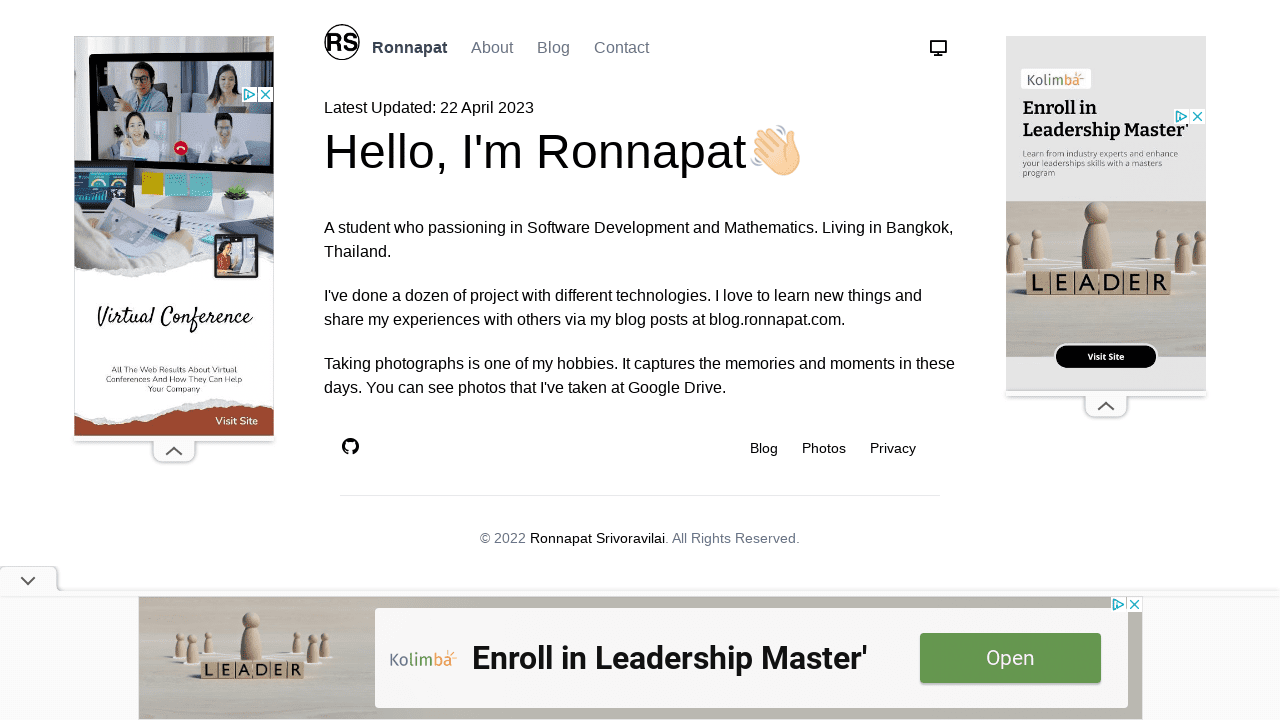 RS
Ronnapat About Blog Contact
Latest Updated: 22 April 2023
Hello, I'm Ronnapat👋🏻
A student who passioning in Software Development and Mathematics. Living in Bangkok,
Thailand.
I've done a dozen of project with different technologies. I love to learn new things and
share my experiences with others via my blog posts at blog.ronnapat.com.
Taking photographs is one of my hobbies. It captures the memories and moments in these
days. You can see photos that I've taken at Google Drive.
Blog Photos Privacy
© 2022 Ronnapat Srivoravilai. All Rights Reserved.
Virtual Conference
All The Web Results About Virtual
Conferences And How They Can Help
Your Company
Visit Site
Kolimba
Enroll in
Leadership Master'
Learn from industry experts and enhance
your leaderships skills with a masters
program
LEADER
Visit Site
LEADER
Kolimba
Enroll in Leadership Master'
Open